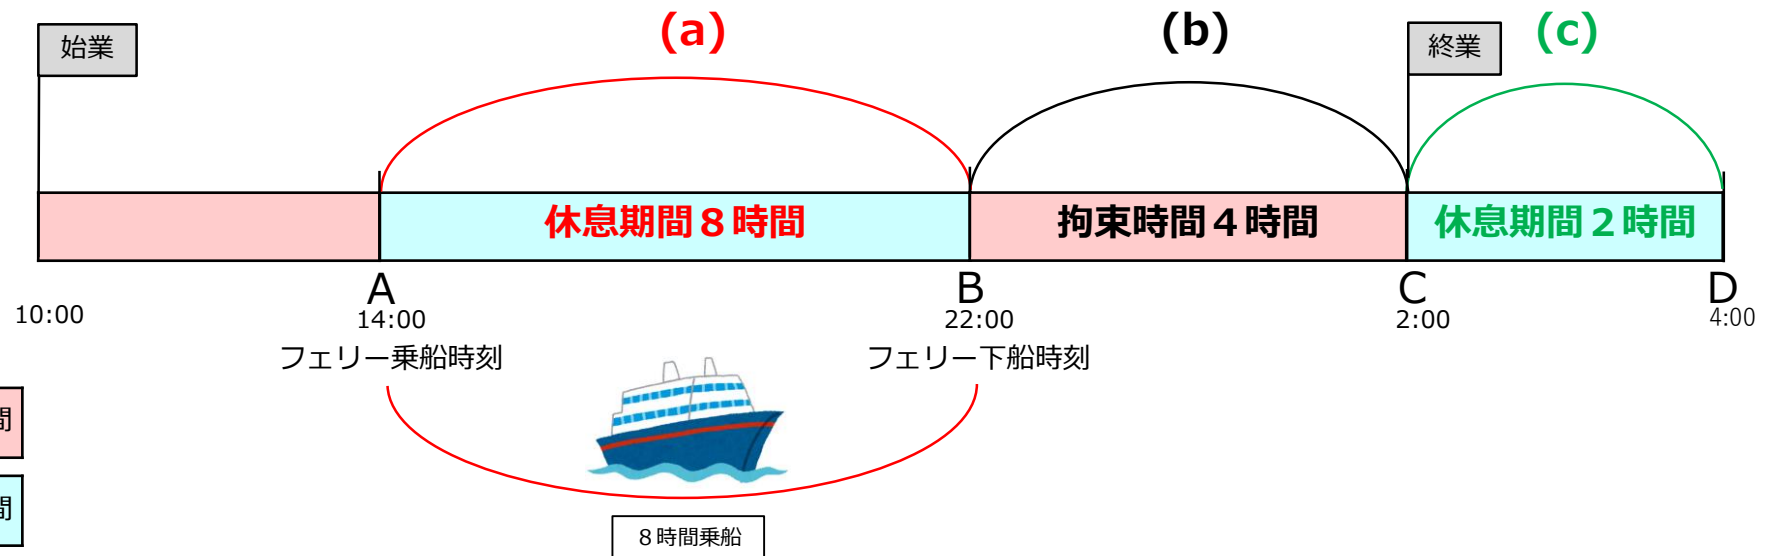 (a)
(b)
(c)
始業
終業
休息期間８時間
拘束時間４時間
休息期間２時間
A
B
C
D
10:00
14:00
22:00
2:00
4:00
フェリー乗船時刻
フェリー下船時刻
間
間
８時間乗船